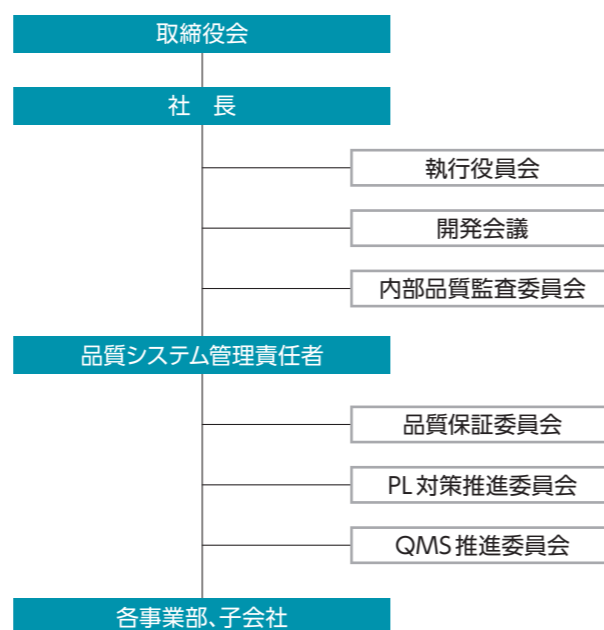 取締役会
社　長
執行役員会
開発会議
内部品質監査委員会
品質システム管理責任者
品質保証委員会
PL対策推進委員会
QMS推進委員会
各事業部、子会社